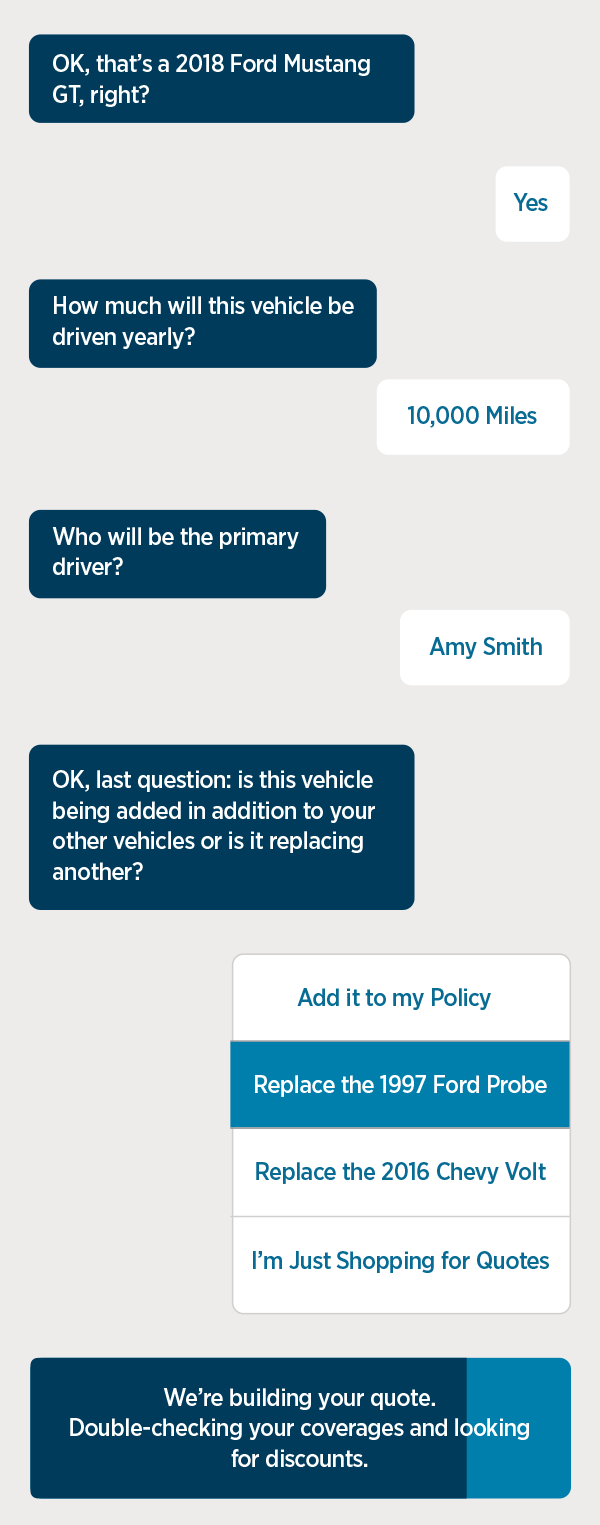 OK, that’s a 2018 Ford Mustang
GT, right?
Yes
How much will this vehicle be
driven yearly?
10,000 Miles
Who will be the primary
driver?
Amy Smith
OK, last question: is this vehicle
being added in addition to your
other vehicles or is it replacing
another?
Add it to my Policy
Replace the 1997 Ford Probe
Replace the 2016 Chevy Volt
I’m Just Shopping for Quotes
We’re building your quote.
Double-checking your coverages and looking
for discounts.